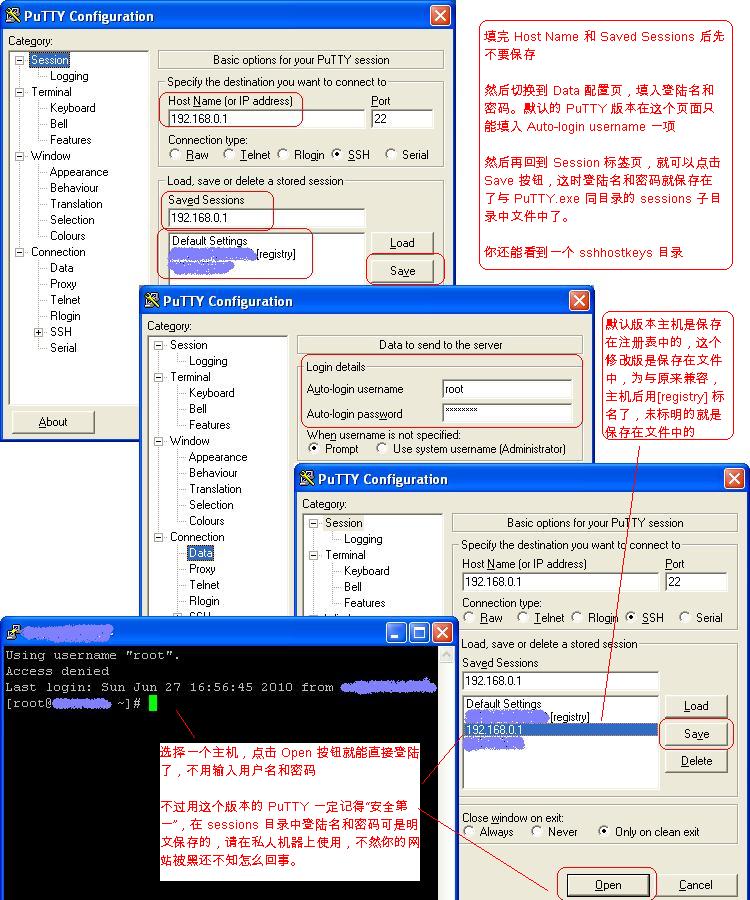 PuTTY Configuration
Category:
Session
Logging
Terminal
Keyboard
Bell
Features
Window
Appearance
Behaviour
Translation
Selection
Colours
Connection
Data
Proxy
Telnet
Rlogin
SSH
Serial
About
Basic options for your PuTTY session
Specify the destination you want to connect to
Host Name (or IP address)
Port
192.168.0.1
22
Connection type:
Raw
Telnet
Rlogin
SSH
Serial
Load, save or delete a stored session
Saved Sessions
192.168.0.1
Default Settings
[registry]
Load
Save
填完 Host Name 和 Saved Sessions 后先
不要保存
然后切换到 Data 配置页，填入登陆名和
密码。默认的 PuTTY 版本在这个页面只
能填入 Auto-login username 一项
然后再回到 Session 标签页，就可以点击
Save 按钮，这时登陆名和密码就保存在
了与 PuTTY.exe 同目录的 sessions 子目
录中文件中了。
你还能看到一个 sshhostkeys 目录
PuTTY Configuration
Category:
Session
Logging
Terminal
Keyboard
Bell
Features
Window
Appearance
Behaviour
Translation
Selection
Colours
Connection
Data
Proxy
Telnet
Rlogin
SSH
Data to send to the server
Login details
Auto-login username
root
Auto-login password
********
When username is not specified:
Prompt
Use system username (Administrator)
默认版本主机是保存
在注册表中的，这个
修改版是保存在文件
中，为与原来兼容，
主机后用[registry] 标
名了，未标明的就是
保存在文件中的
PuTTY Configuration
Category:
Session
Logging
Terminal
Keyboard
Bell
Features
Basic options for your PuTTY session
Specify the destination you want to connect to
Host Name (or IP address)
Port
192.168.0.1
22
Connection type:
Raw
Telnet
Rlogin
SSH
Serial
Load, save or delete a stored session
Saved Sessions
192.168.0.1
Default Settings
[registry]
192.168.0.1
Load
Save
Delete
Close window on exit:
Always
Never
Only on clean exit
Open
Cancel
Using username "root".
Access denied
Last login: Sun Jun 27 16:56:45 2010 from
[root@ ~]#
选择一个主机，点击 Open 按钮就能直接登陆
了，不用输入用户名和密码
不过用这个版本的 PuTTY 一定记得“安全第
一”，在 sessions 目录中登陆名和密码可是明
文保存的，请在私人机器上使用，不然你的网
站被黑还不知怎么回事。